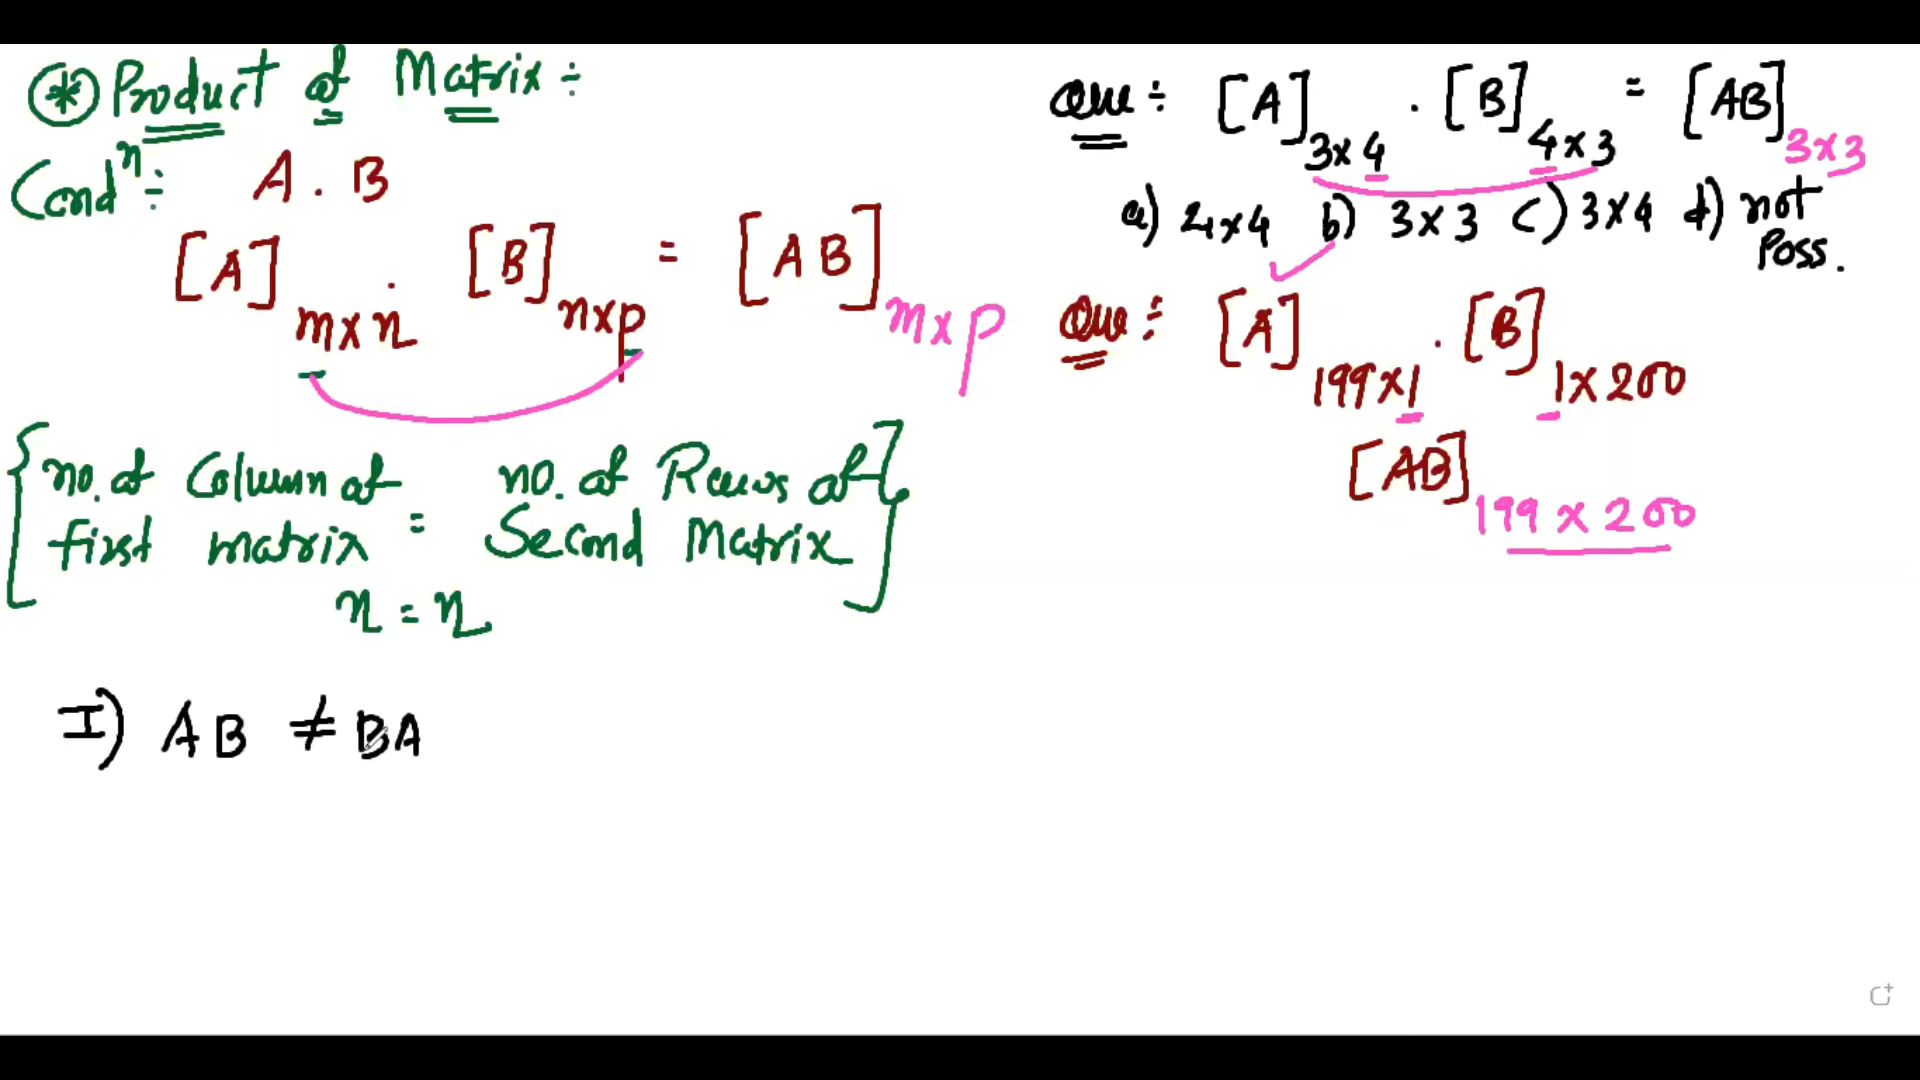 * Product of Matrix :-
Condⁿ :- A . B
[A] m×n . [B] n×p = [AB] m×p
{ no. of Column of first matrix = no. of Rows of Second Matrix }
n = n
I) AB ≠ BA
Que :- [A] 3×4 . [B] 4×3 = [AB] 3×3
a) 4×4 b) 3×3 c) 3×4 d) not Poss.
Que :- [A] 199×1 . [B] 1×200
[AB] 199×200